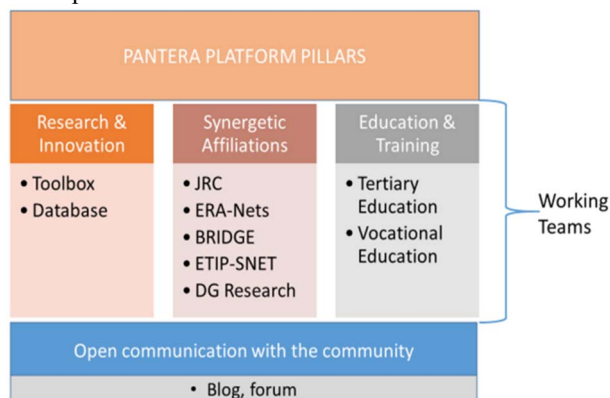 PANTERA PLATFORM PILLARS
Research &
Innovation
• Toolbox
• Database
Synergetic
Affiliations
• JRC
• ERA-Nets
• BRIDGE
• ETIP-SNET
• DG Research
Education &
Training
• Tertiary
Education
• Vocational
Education
Working
Teams
Open communication with the community
• Blog, forum